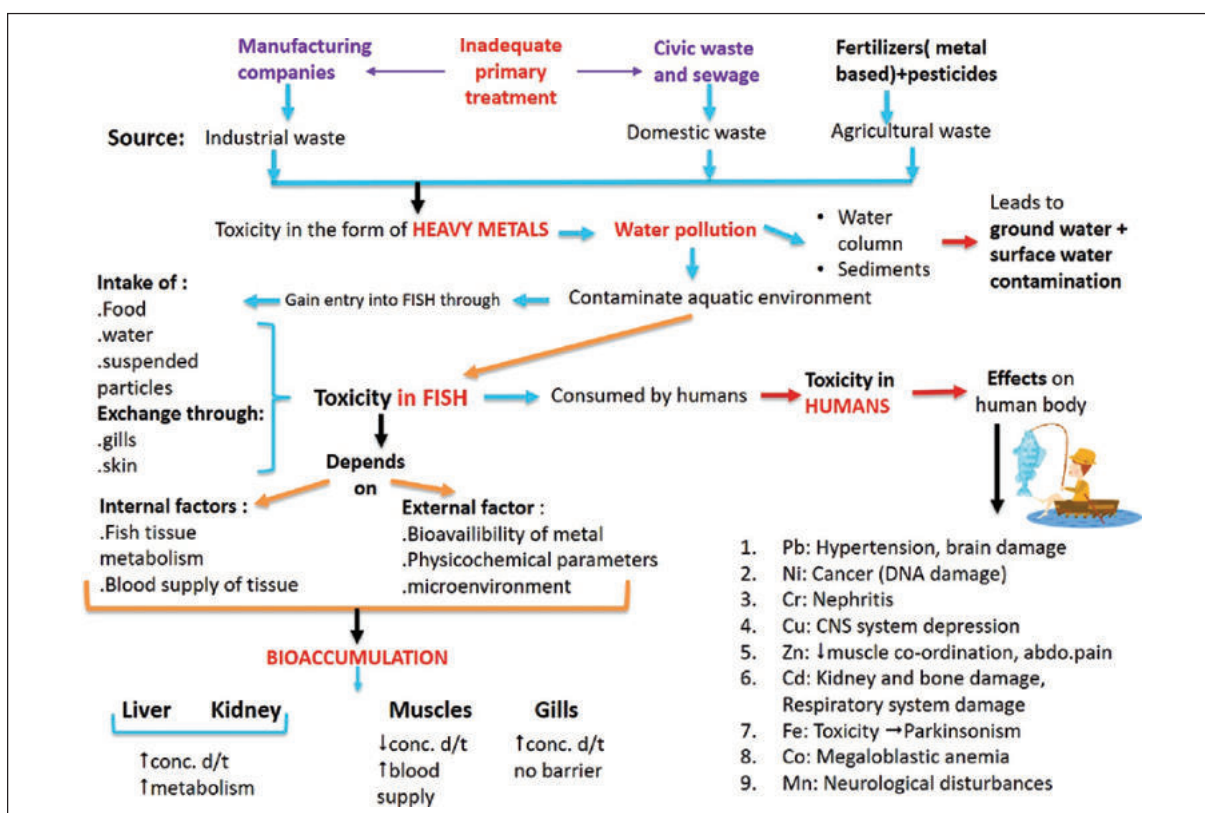 Manufacturing
companies
Inadequate
primary
treatment
Civic waste
and sewage
Fertilizers( metal
based)+pesticides
Source:
Industrial waste
Domestic waste
Agricultural waste
Toxicity in the form of HEAVY METALS
Water pollution
• Water
column
• Sediments
Leads to
ground water +
surface water
contamination
Contaminate aquatic environment
Gain entry into FISH through
Intake of :
.Food
.water
.suspended
particles
Exchange through:
.gills
.skin
Toxicity in FISH
Consumed by humans
Toxicity in
HUMANS
Effects on
human body
Depends
on
Internal factors :
.Fish tissue
metabolism
.Blood supply of tissue
External factor :
.Bioavailibility of metal
.Physicochemical parameters
.microenvironment
BIOACCUMULATION
Liver
Kidney
↑conc. d/t
↑metabolism
Muscles
↓conc. d/t
↑blood
supply
Gills
↑conc. d/t
no barrier
1. Pb: Hypertension, brain damage
2. Ni: Cancer (DNA damage)
3. Cr: Nephritis
4. Cu: CNS system depression
5. Zn: ↓muscle co-ordination, abdo.pain
6. Cd: Kidney and bone damage,
Respiratory system damage
7. Fe: Toxicity →Parkinsonism
8. Co: Megaloblastic anemia
9. Mn: Neurological disturbances